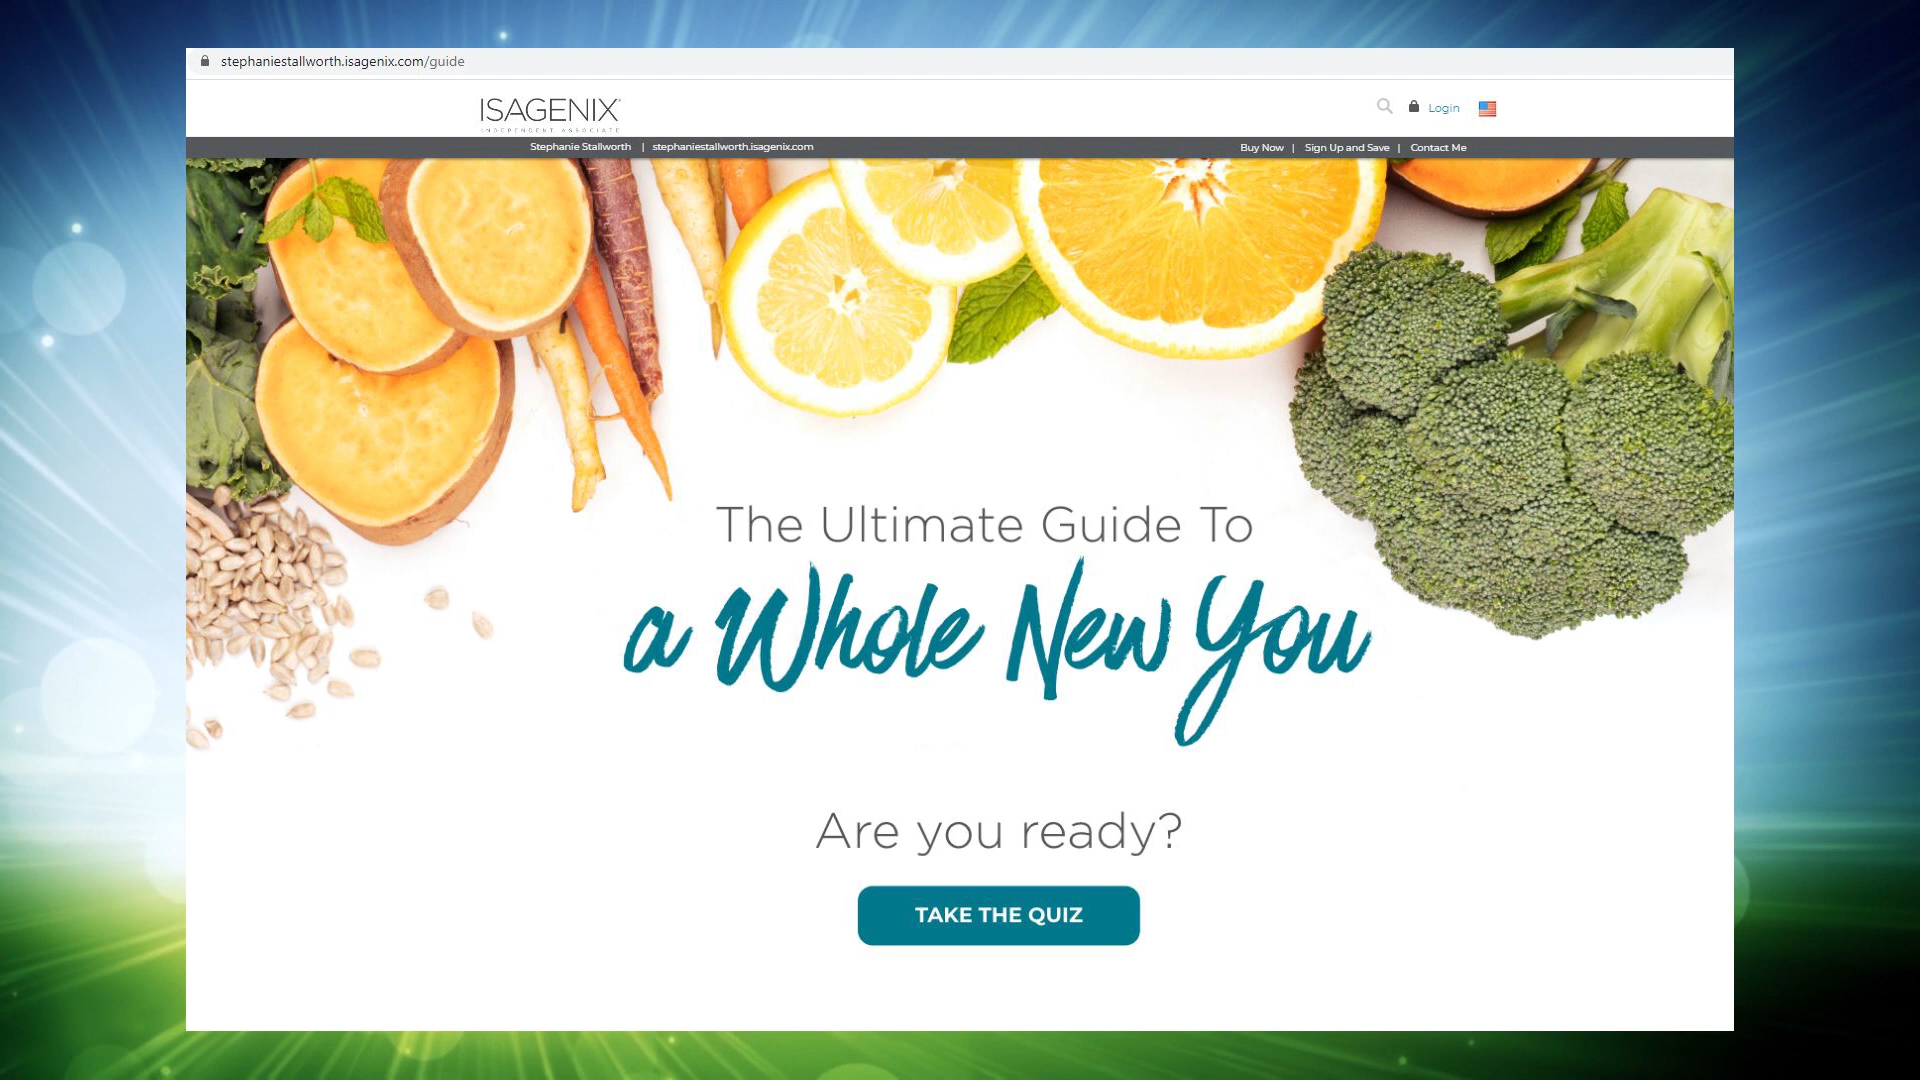 stephaniestallworth.isagenix.com/guide
ISAGENIX
INDEPENDENT ASSOCIATE
Login
Stephanie Stallworth | stephaniestallworth.isagenix.com
Buy Now | Sign Up and Save | Contact Me
The Ultimate Guide To
a Whole New You
Are you ready?
TAKE THE QUIZ